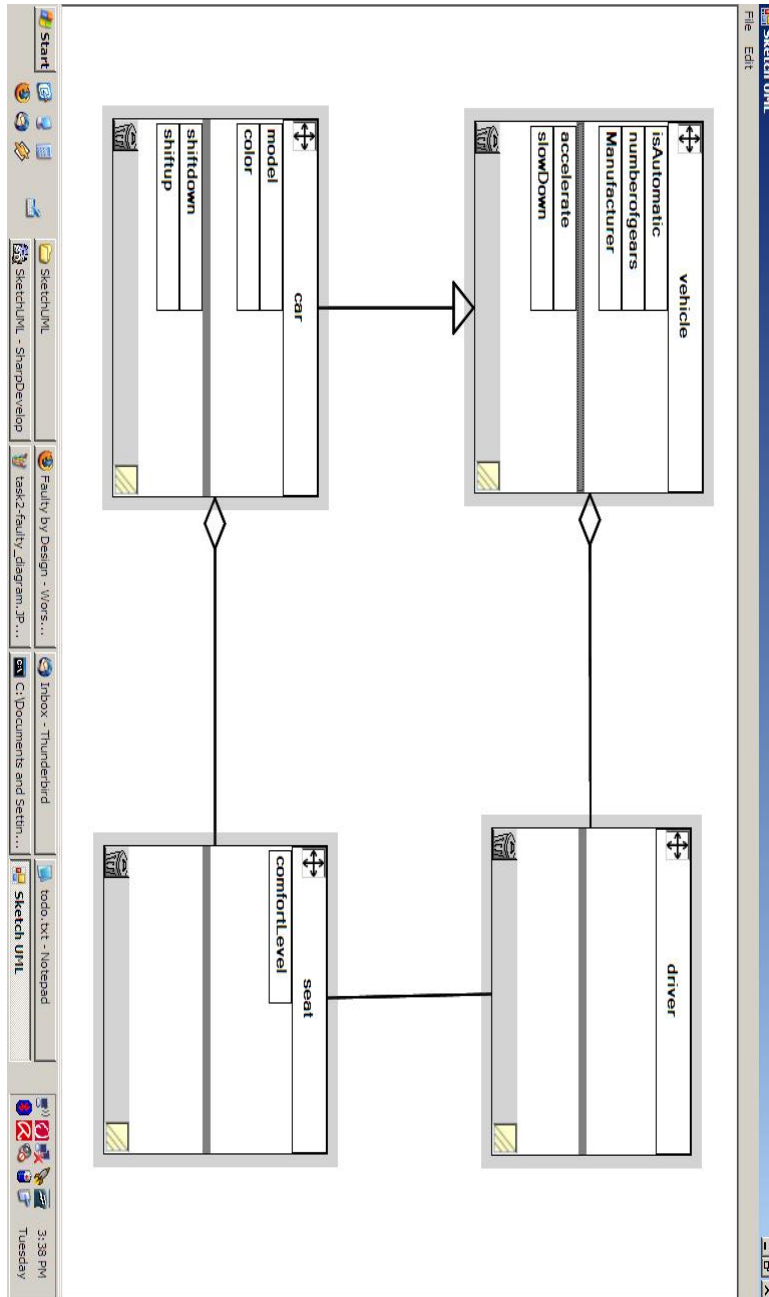 Sketch UML
File Edit
vehicle
isAutomatic
numberofgears
Manufacturer
accelerate
slowDown
driver
car
model
color
shiftdown
shiftup
seat
comfortLevel
Start
SketchUML
Faulty by Design - Wors...
Inbox - Thunderbird
todo.txt - Notepad
3:38 PM
SketchUML - SharpDevelop
task2-faulty_diagram.JP...
C:\Documents and Settin...
Sketch UML
Tuesday